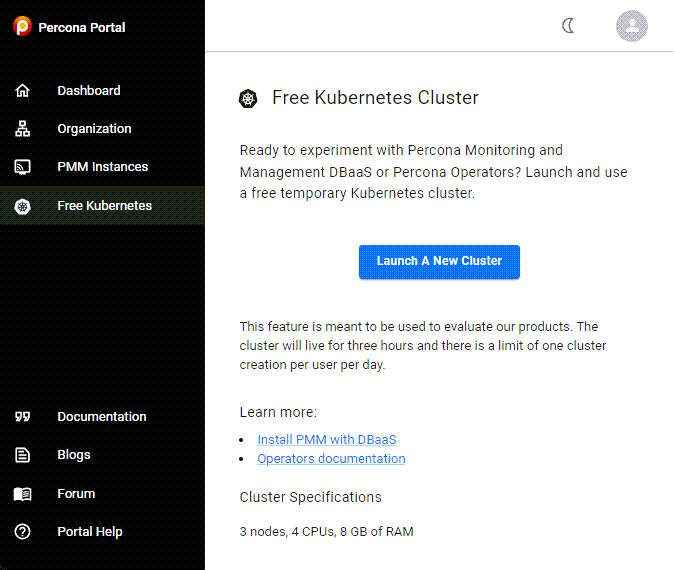 Percona Portal
Dashboard
Organization
PMM Instances
Free Kubernetes
Documentation
Blogs
Forum
Portal Help
Free Kubernetes Cluster
Ready to experiment with Percona Monitoring and
Management DBaaS or Percona Operators? Launch and use
a free temporary Kubernetes cluster.
Launch A New Cluster
This feature is meant to be used to evaluate our products. The
cluster will live for three hours and there is a limit of one cluster
creation per user per day.
Learn more:
Install PMM with DBaaS
Operators documentation
Cluster Specifications
3 nodes, 4 CPUs, 8 GB of RAM